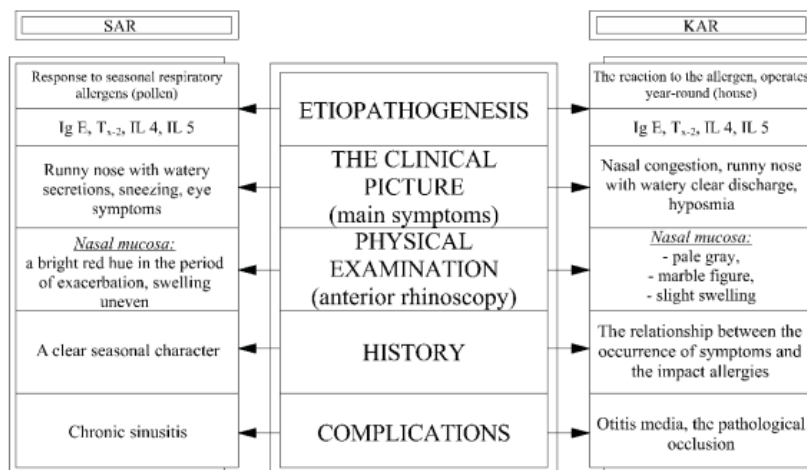 SAR
KAR
Response to seasonal respiratory
allergens (pollen)
Ig E, Tx-2, IL 4, IL 5
Runny nose with watery
secretions, sneezing, eye
symptoms
Nasal mucosa:
a bright red hue in the period
of exacerbation, swelling
uneven
A clear seasonal character
Chronic sinusitis
ETIOPATHOGENESIS
THE CLINICAL
PICTURE
(main symptoms)
PHYSICAL
EXAMINATION
(anterior rhinoscopy)
HISTORY
COMPLICATIONS
The reaction to the allergen, operates
year-round (house)
Ig E, Tx-2, IL 4, IL 5
Nasal congestion, runny nose
with watery clear discharge,
hyposmia
Nasal mucosa:
- pale gray,
- marble figure,
- slight swelling
The relationship between the
occurrence of symptoms and
the impact allergies
Otitis media, the pathological
occlusion